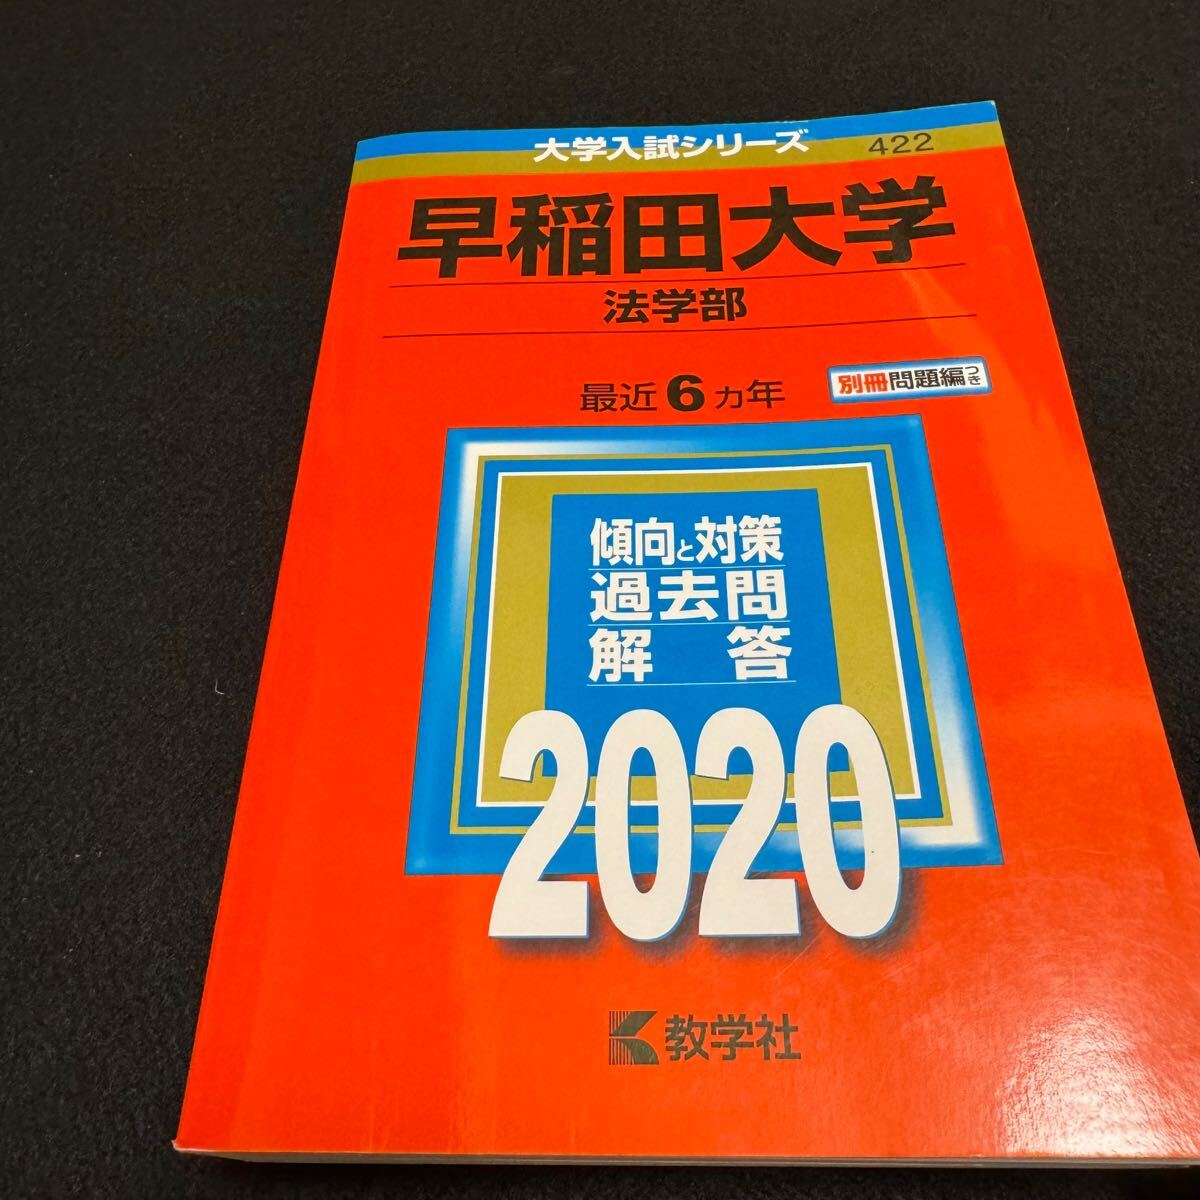 大学入試シリーズ 422
早稲田大学
法学部
最近6ヵ年
別冊問題編つき
傾向と対策
過去問
解答
2020
教学社